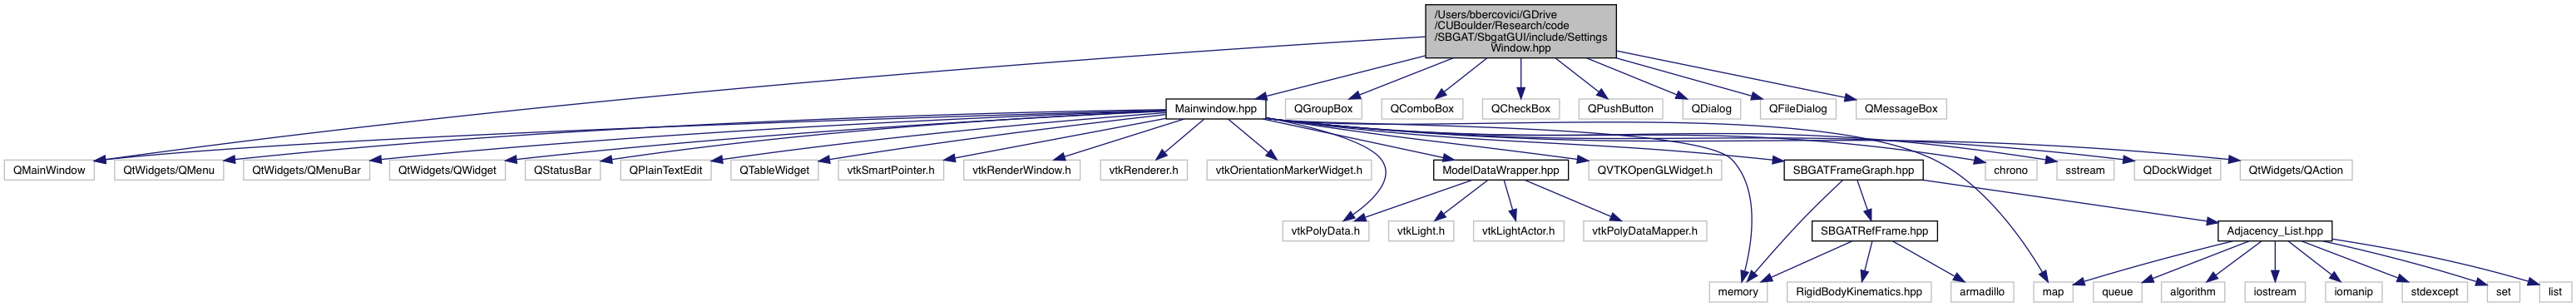 /Users/bbercovici/GDrive
/CUBoulder/Research/code
/SBGAT/SbgatGUI/include/Settings
Window.hpp
Mainwindow.hpp
QGroupBox
QComboBox
QCheckBox
QPushButton
QDialog
QFileDialog
QMessageBox
QMainWindow
QtWidgets/QMenu
QtWidgets/QMenuBar
QtWidgets/QWidget
QStatusBar
QPlainTextEdit
QTableWidget
vtkSmartPointer.h
vtkRenderWindow.h
vtkRenderer.h
vtkOrientationMarkerWidget.h
ModelDataWrapper.hpp
QVTKOpenGLWidget.h
SBGATFrameGraph.hpp
chrono
sstream
QDockWidget
QtWidgets/QAction
vtkPolyData.h
vtkLight.h
vtkLightActor.h
vtkPolyDataMapper.h
SBGATRefFrame.hpp
Adjacency_List.hpp
memory
RigidBodyKinematics.hpp
armadillo
map
queue
algorithm
iostream
iomanip
stdexcept
set
list